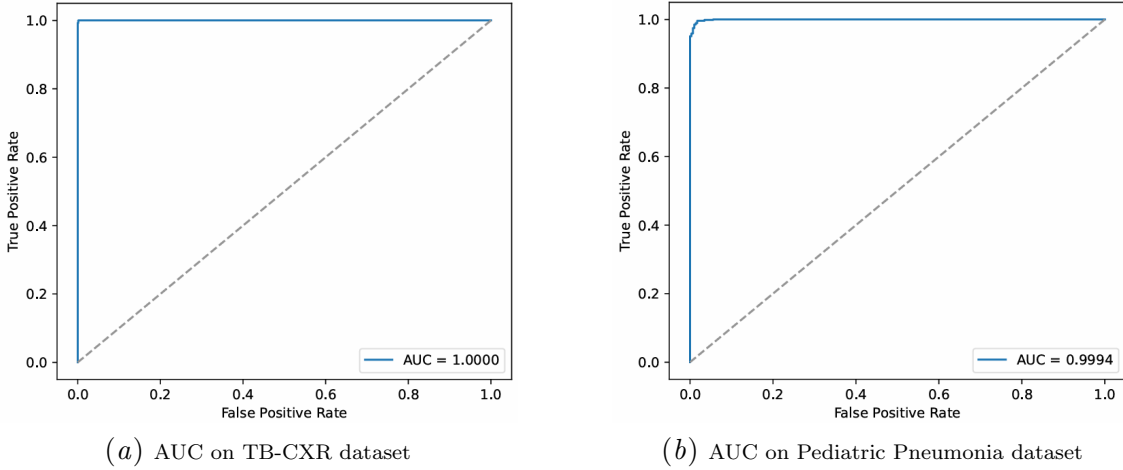 1.0
0.8
0.6
0.4
0.2
0.0
True Positive Rate
AUC = 1.0000
0.0 0.2 0.4 0.6 0.8 1.0
False Positive Rate
(a) AUC on TB-CXR dataset
1.0
0.8
0.6
0.4
0.2
0.0
True Positive Rate
AUC = 0.9994
0.0 0.2 0.4 0.6 0.8 1.0
False Positive Rate
(b) AUC on Pediatric Pneumonia dataset